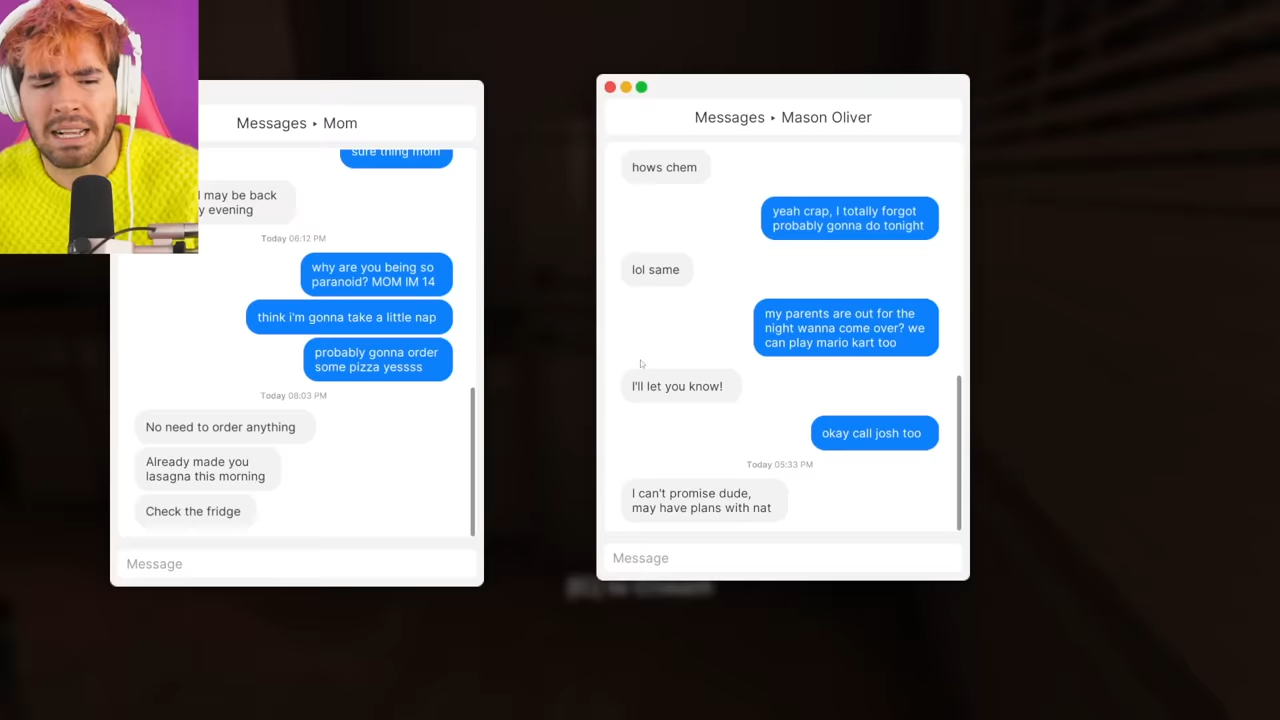 Messages ▸ Mom
sure thing mom
I may be back
y evening
Today 06:12 PM
why are you being so
paranoid? MOM IM 14
think i'm gonna take a little nap
probably gonna order
some pizza yessss
Today 08:03 PM
No need to order anything
Already made you
lasagna this morning
Check the fridge
Message
Messages ▸ Mason Oliver
hows chem
yeah crap, I totally forgot
probably gonna do tonight
lol same
my parents are out for the
night wanna come over? we
can play mario kart too
I'll let you know!
okay call josh too
Today 05:33 PM
I can't promise dude,
may have plans with nat
Message